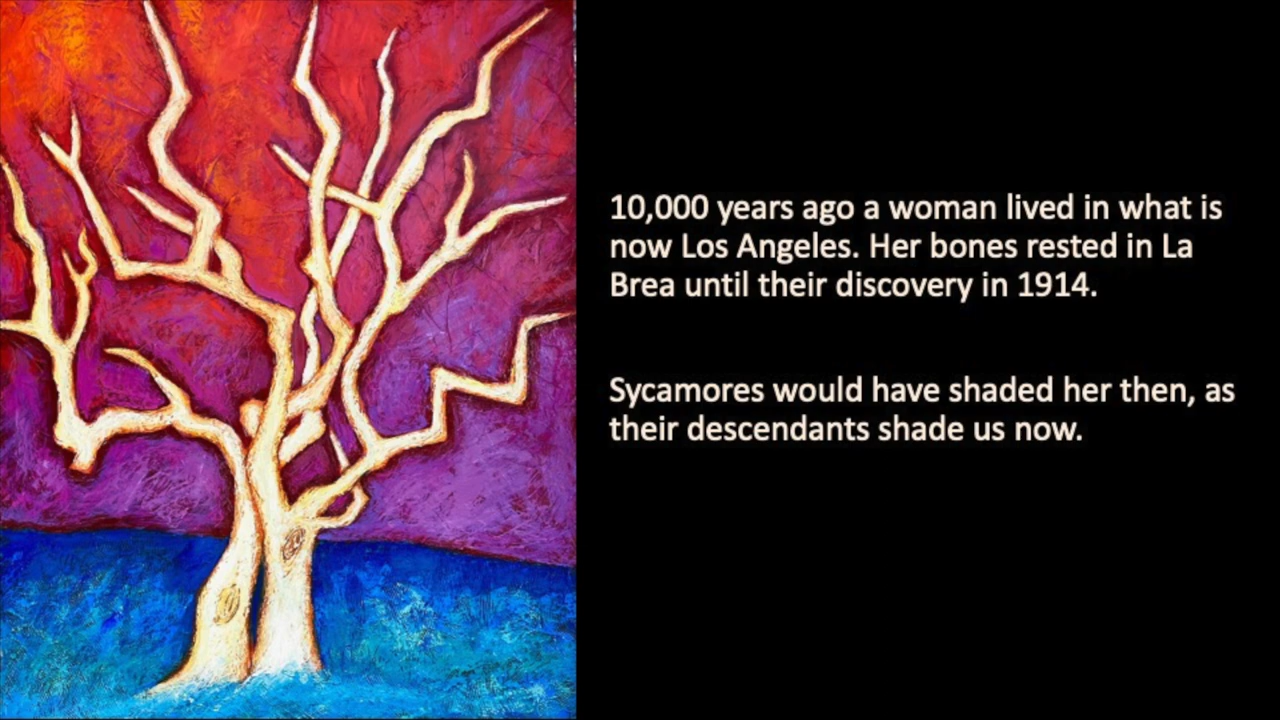 10,000 years ago a woman lived in what is
now Los Angeles. Her bones rested in La
Brea until their discovery in 1914.
Sycamores would have shaded her then, as
their descendants shade us now.